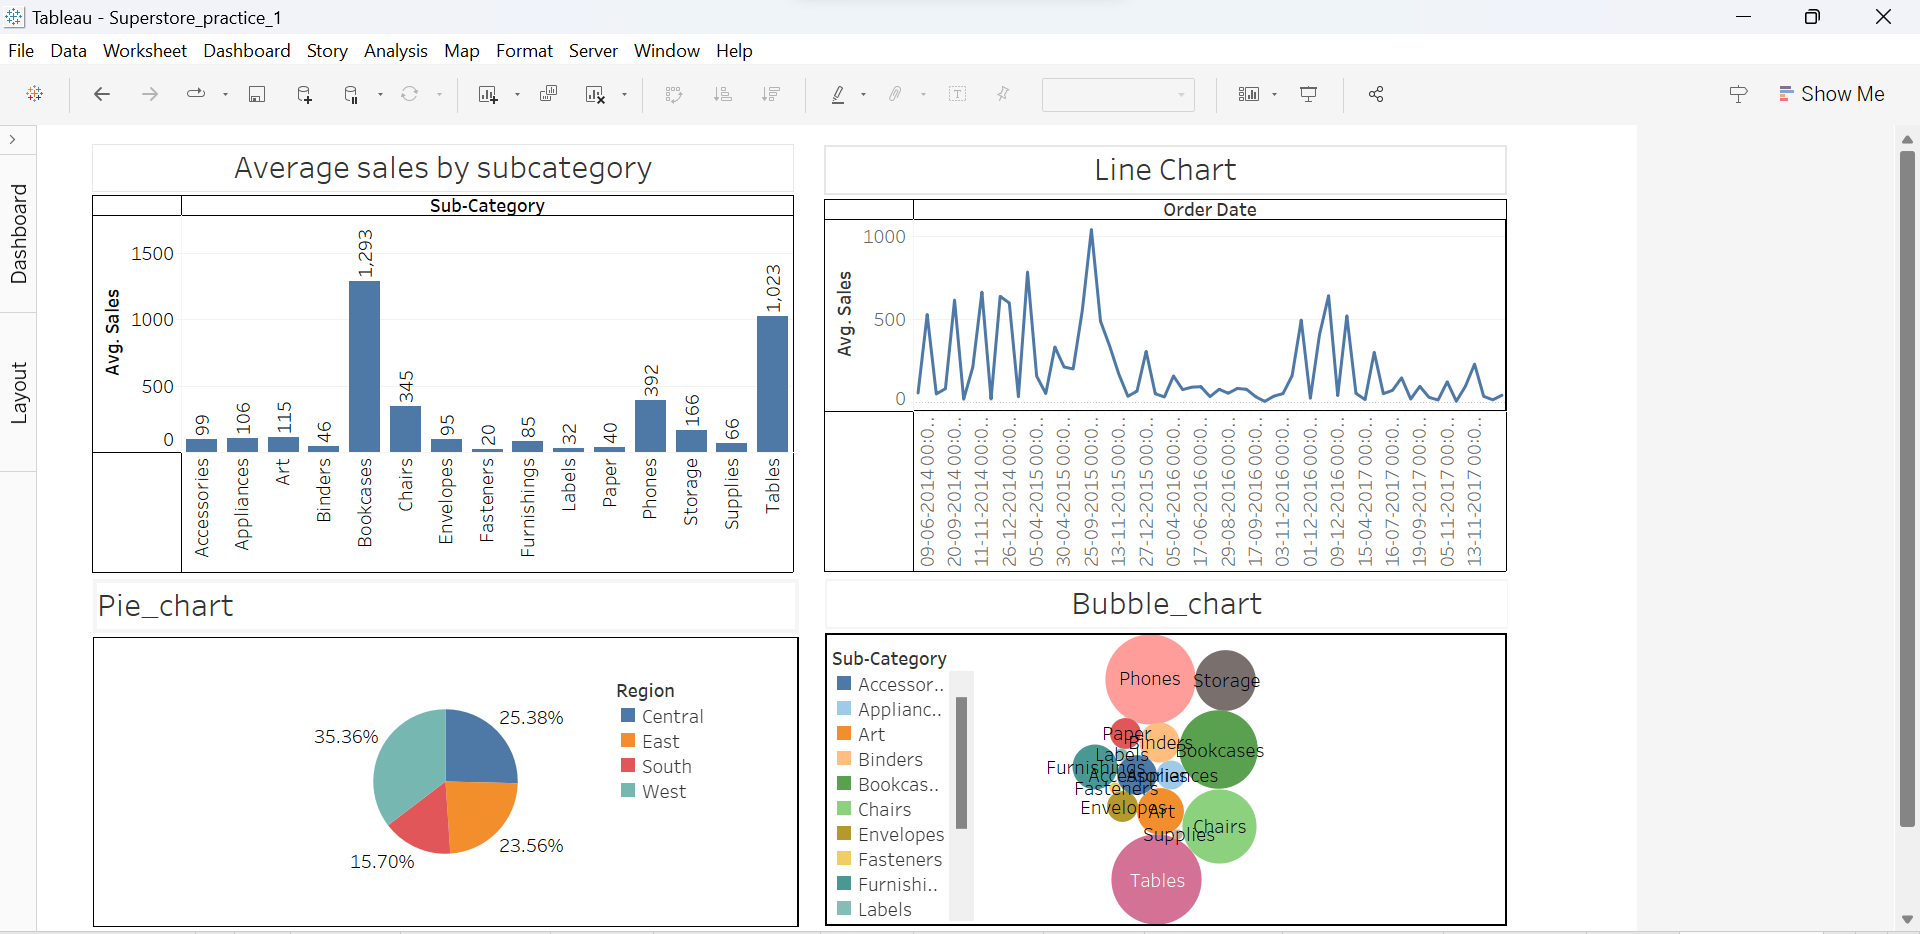 Tableau - Superstore_practice_1
File Data Worksheet Dashboard Story Analysis Map Format Server Window Help
Show Me
Dashboard
Layout
Average sales by subcategory
Sub-Category
Avg. Sales
1500
1000
500
0
99
106
115
46
1,293
345
95
20
85
32
40
392
166
66
1,023
Accessories
Appliances
Art
Binders
Bookcases
Chairs
Envelopes
Fasteners
Furnishings
Labels
Paper
Phones
Storage
Supplies
Tables
Line Chart
Order Date
Avg. Sales
1000
500
0
09-06-2014 00:0..
20-09-2014 00:0..
11-11-2014 00:0..
26-12-2014 00:0..
05-04-2015 00:0..
30-04-2015 00:0..
25-09-2015 00:0..
13-11-2015 00:0..
27-12-2015 00:0..
05-04-2016 00:0..
17-06-2016 00:0..
29-08-2016 00:0..
17-09-2016 00:0..
03-11-2016 00:0..
01-12-2016 00:0..
09-12-2016 00:0..
15-04-2017 00:0..
16-07-2017 00:0..
19-09-2017 00:0..
05-11-2017 00:0..
13-11-2017 00:0..
Pie_chart
25.38%
35.36%
23.56%
15.70%
Region
Central
East
South
West
Bubble_chart
Sub-Category
Accessor..
Applianc..
Art
Binders
Bookcas..
Chairs
Envelopes
Fasteners
Furnishi..
Labels
Phones
Storage
Paper
Binders
Bookcases
Labels
Furnishings
Accessories
Appliances
Fasteners
Envelopes
Art
Chairs
Supplies
Tables